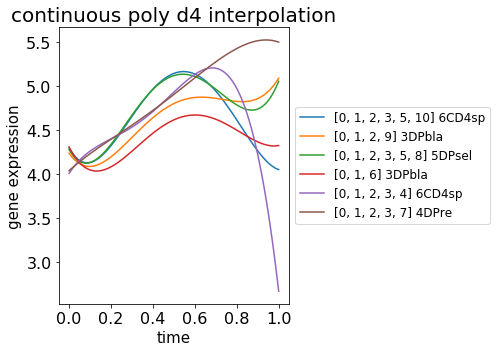 continuous poly d4 interpolation
5.5
5.0
4.5
4.0
3.5
3.0
gene expression
0.0 0.2 0.4 0.6 0.8 1.0
time
[0, 1, 2, 3, 5, 10] 6CD4sp
[0, 1, 2, 9] 3DPbla
[0, 1, 2, 3, 5, 8] 5DPsel
[0, 1, 6] 3DPbla
[0, 1, 2, 3, 4] 6CD4sp
[0, 1, 2, 3, 7] 4DPre